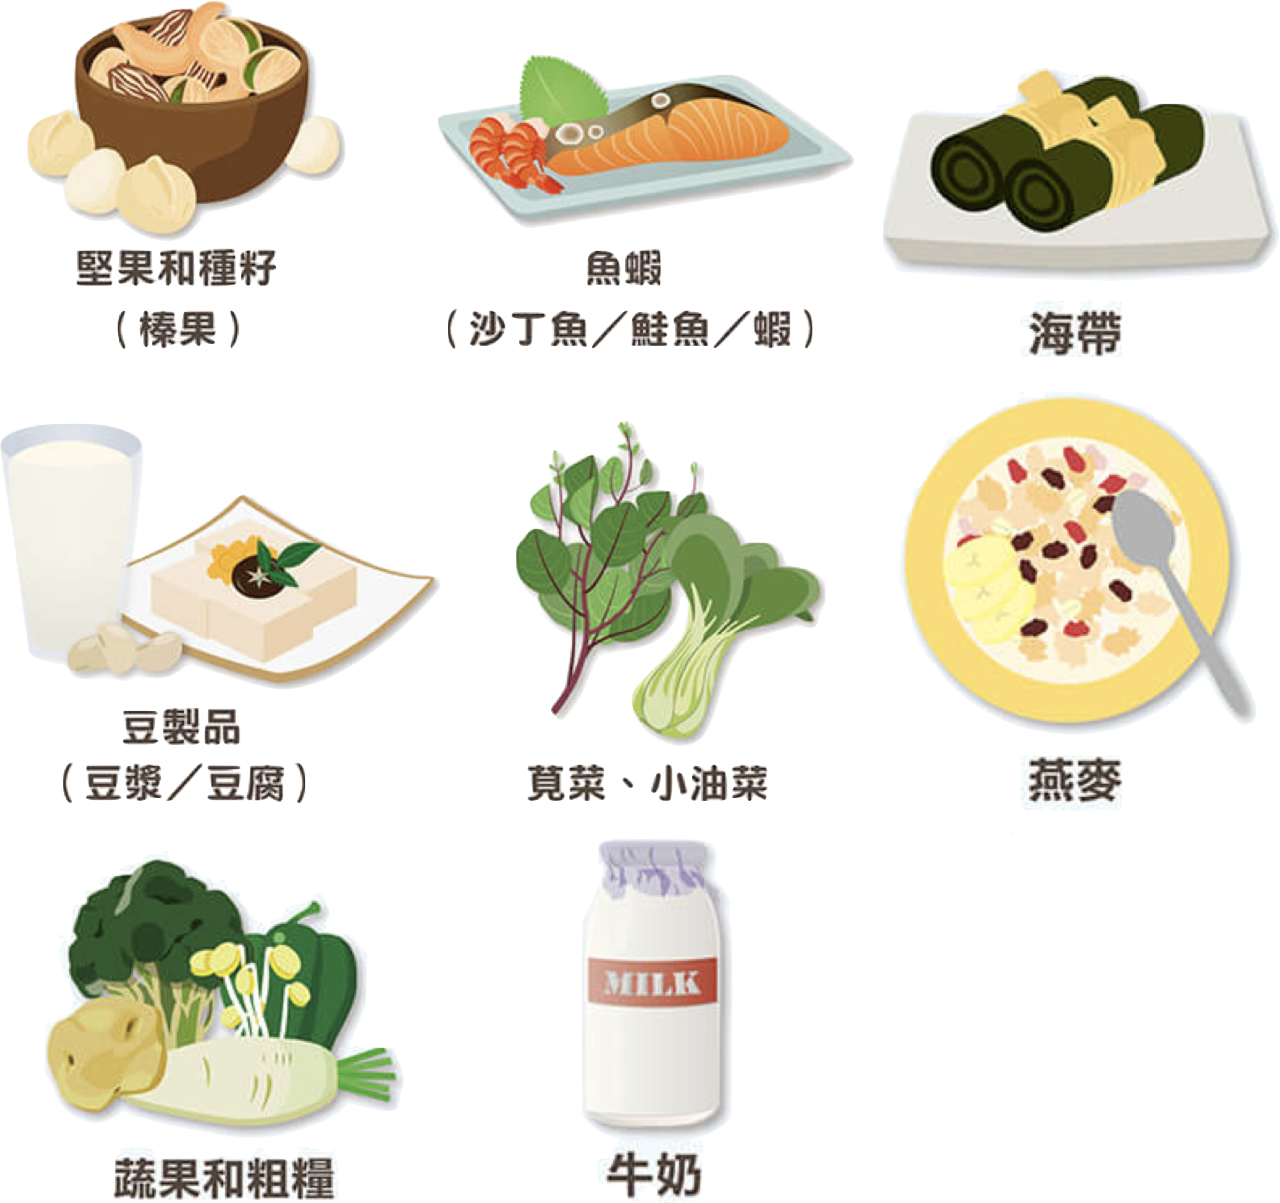 堅果和種籽
（榛果）
魚蝦
（沙丁魚／鮭魚／蝦）
海帶
豆製品
（豆漿／豆腐）
莧菜、小油菜
燕麥
蔬果和粗糧
MILK
牛奶